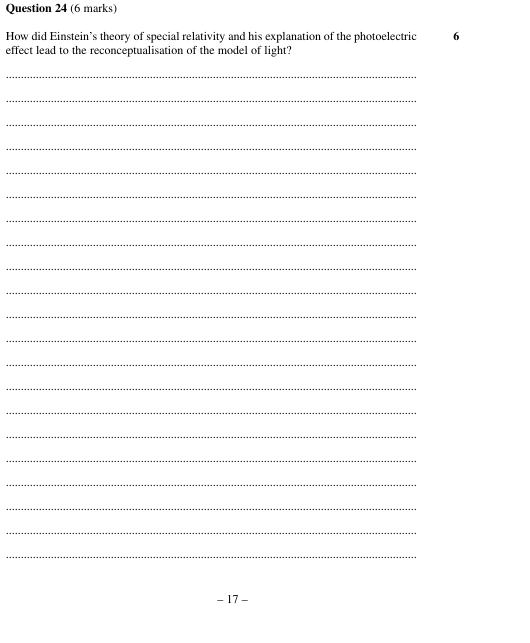 Question 24 (6 marks)
How did Einstein’s theory of special relativity and his explanation of the photoelectric 6
effect lead to the reconceptualisation of the model of light?
– 17 –